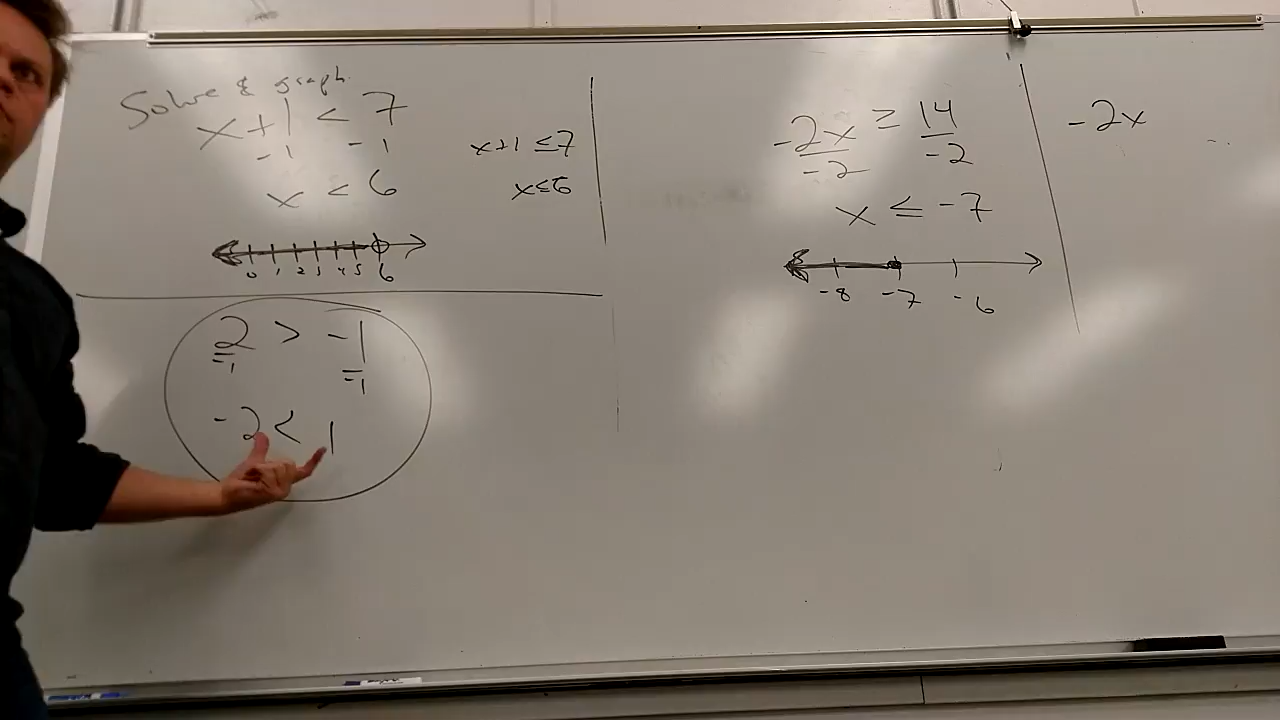 Solve & graph
x+1 < 7
-1 -1
x < 6
0 1 2 3 4 5 6
x+1 ≤7
x≤6
2 > -1
-1 -1
-2 < 1
-2x ≥ 14
-2 -2
x ≤ -7
-8 -7 -6
-2x